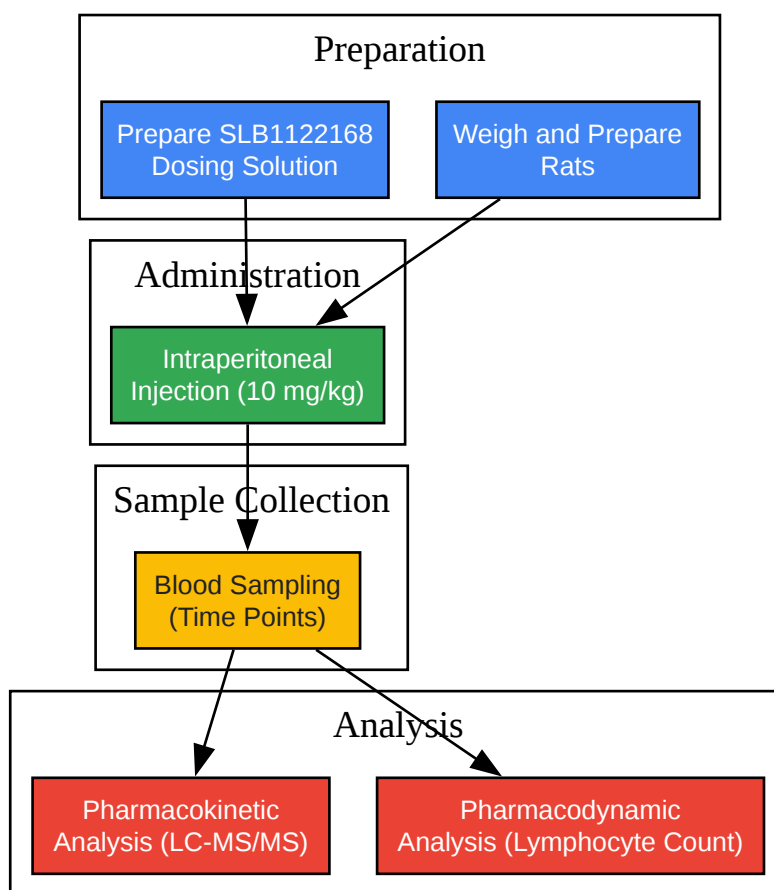 Preparation
Prepare SLB1122168
Dosing Solution
Weigh and Prepare
Rats
Administration
Intraperitoneal
Injection (10 mg/kg)
Sample Collection
Blood Sampling
(Time Points)
Analysis
Pharmacokinetic
Analysis (LC-MS/MS)
Pharmacodynamic
Analysis (Lymphocyte Count)